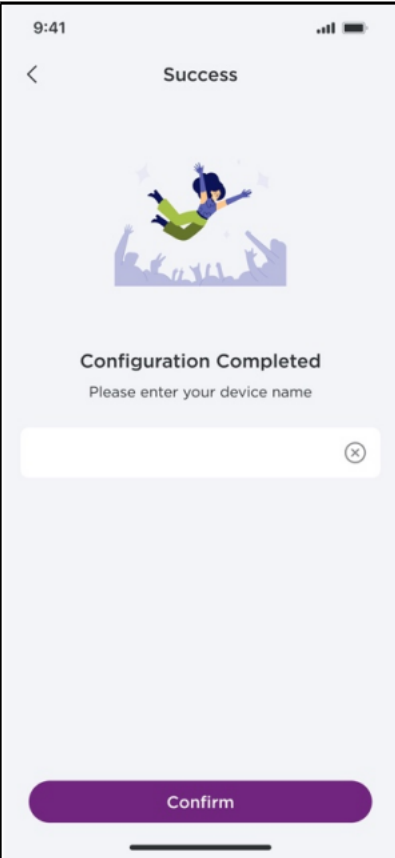 9:41
Success
Configuration Completed
Please enter your device name
Confirm